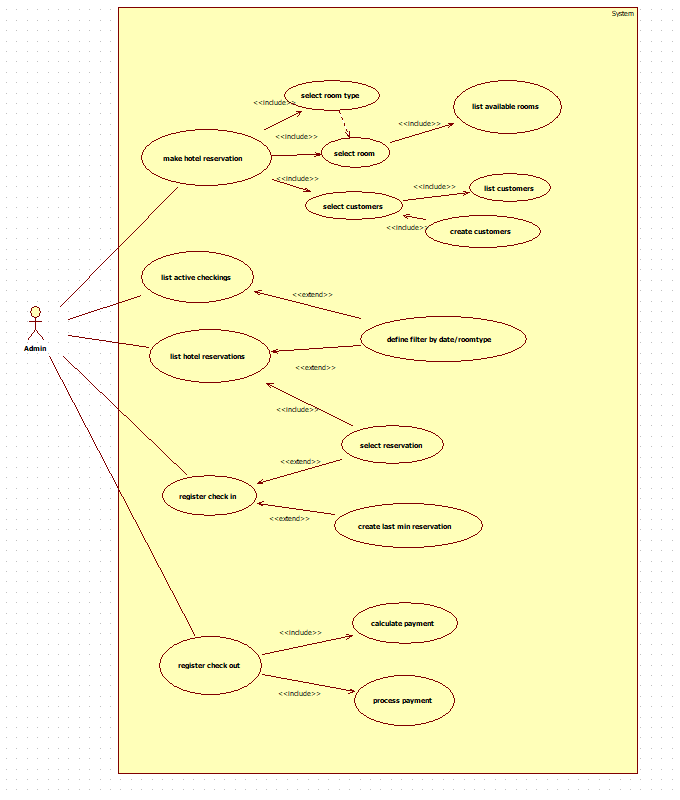 System
select room type
list available rooms
<<include>>
<<include>>
<<include>>
make hotel reservation
select room
<<include>>
<<include>>
list customers
select customers
<<include>>
create customers
list active checkings
<<extend>>
define filter by date/roomtype
Admin
list hotel reservations
<<extend>>
<<include>>
select reservation
<<extend>>
register check in
<<extend>>
create last min reservation
calculate payment
<<include>>
register check out
<<include>>
process payment